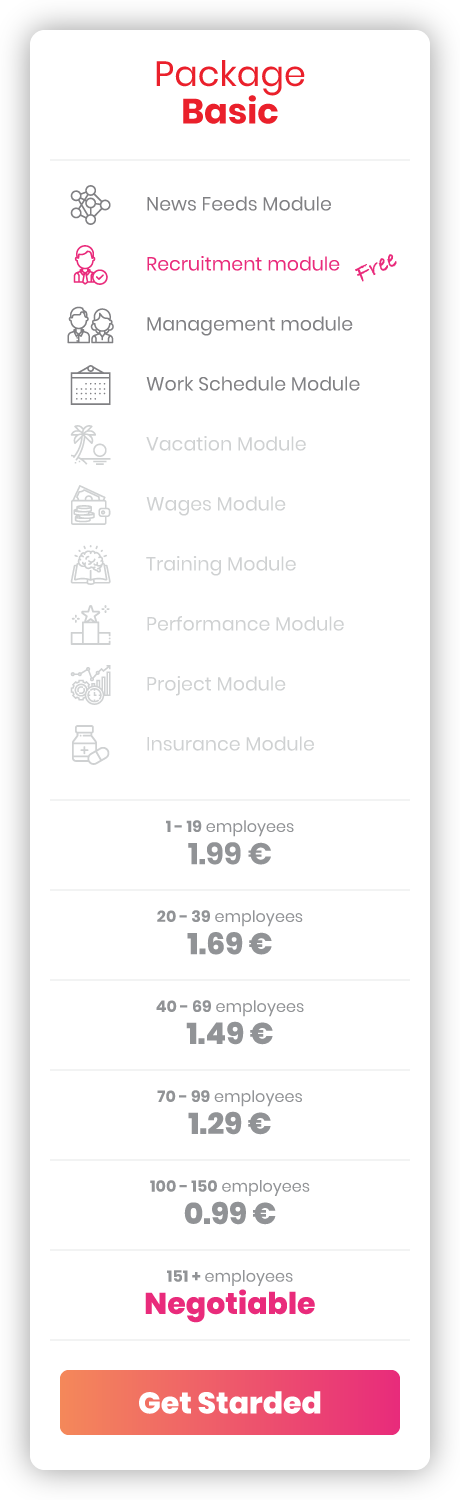 Package
Basic
News Feeds Module
Recruitment module Free
Management module
Work Schedule Module
Vacation Module
Wages Module
Training Module
Performance Module
Project Module
Insurance Module
1 - 19 employees
1.99 €
20 - 39 employees
1.69 €
40 - 69 employees
1.49 €
70 - 99 employees
1.29 €
100 - 150 employees
0.99 €
151 + employees
Negotiable
Get Starded